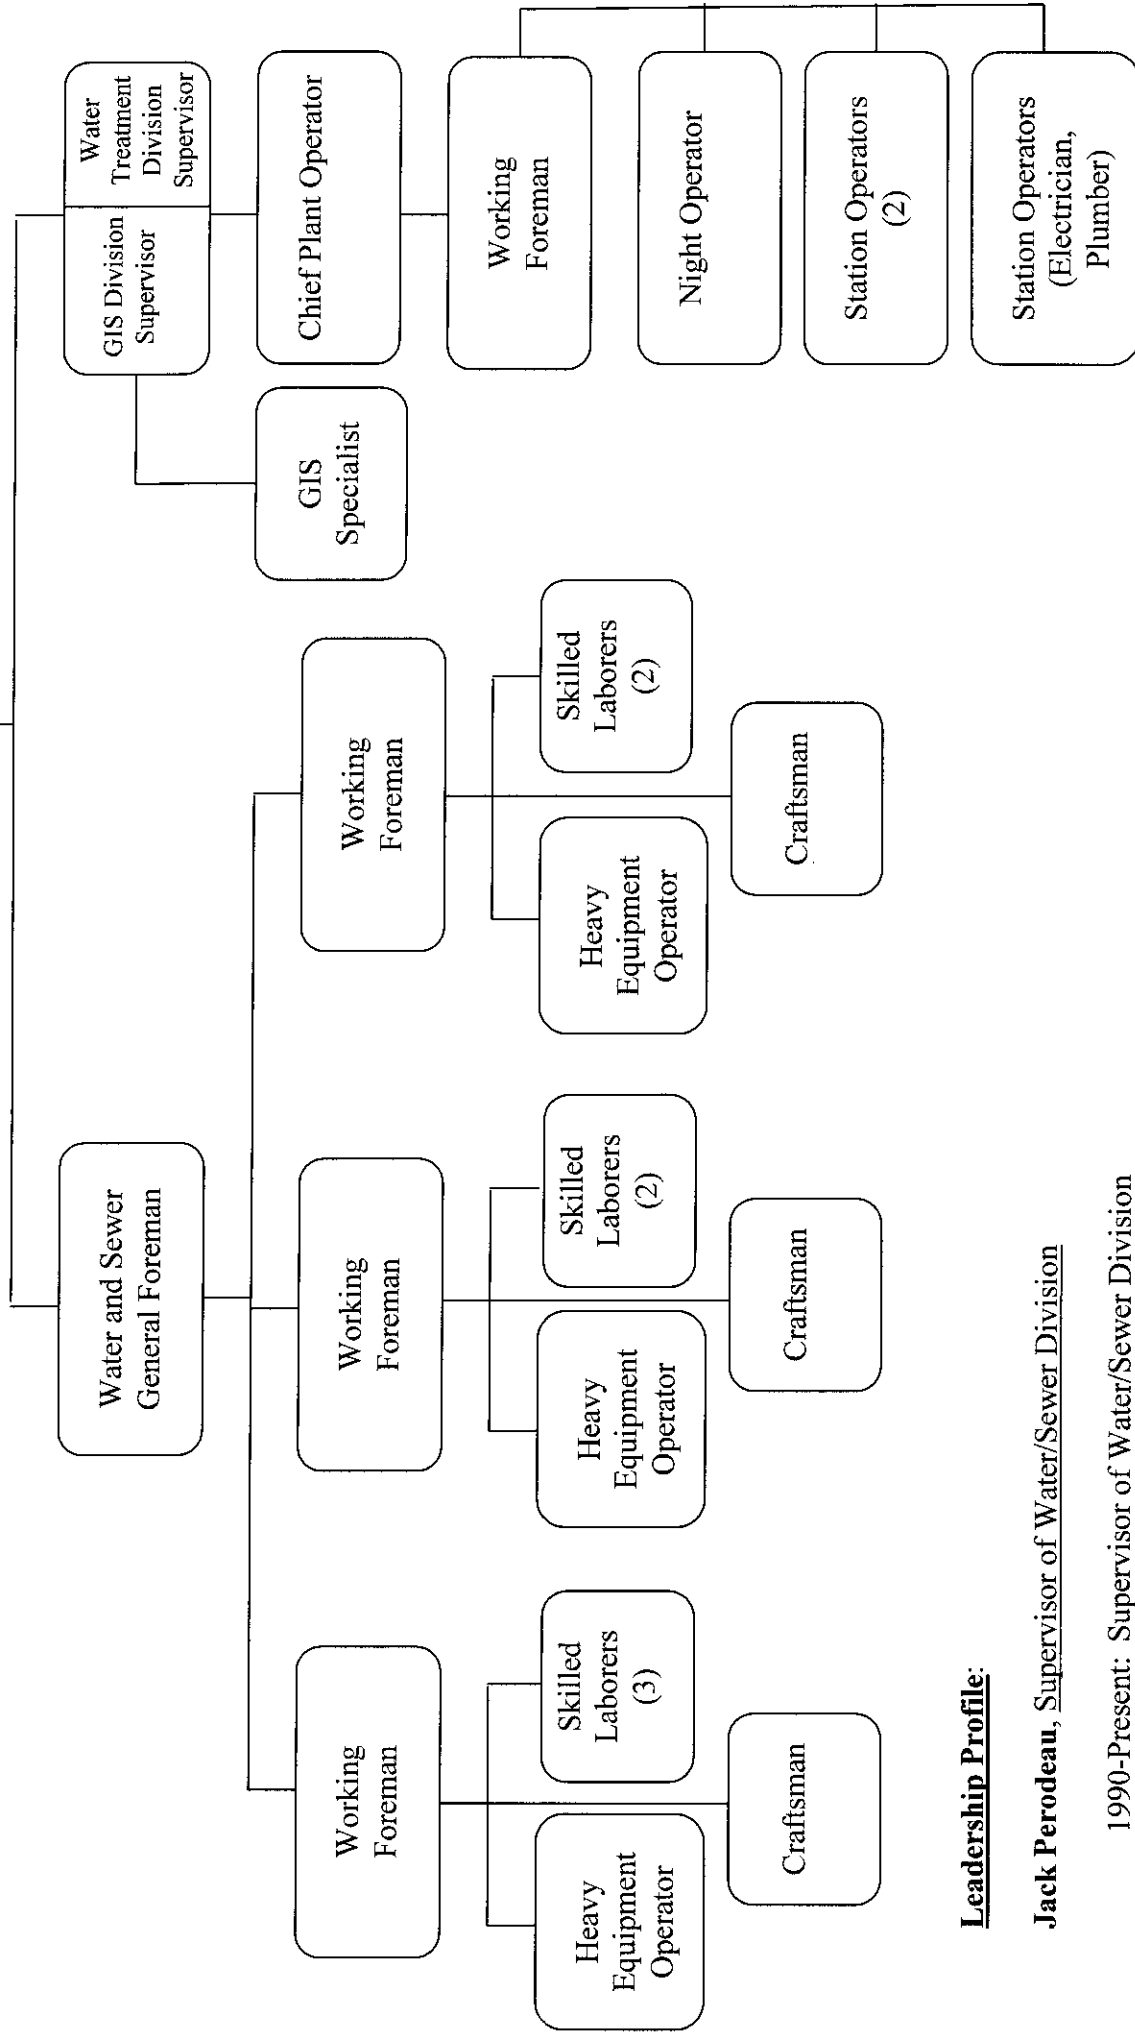 Water and Sewer
General Foreman
GIS Division
Supervisor
Water
Treatment
Division
Supervisor
Working
Foreman
Working
Foreman
Working
Foreman
GIS
Specialist
Chief Plant Operator
Heavy
Equipment
Operator
Skilled
Laborers
(3)
Craftsman
Heavy
Equipment
Operator
Skilled
Laborers
(2)
Craftsman
Heavy
Equipment
Operator
Skilled
Laborers
(2)
Craftsman
Working
Foreman
Night Operator
Station Operators
(2)
Station Operators
(Electrician,
Plumber)
Leadership Profile:
Jack Perodeau, Supervisor of Water/Sewer Division
1990-Present: Supervisor of Water/Sewer Division